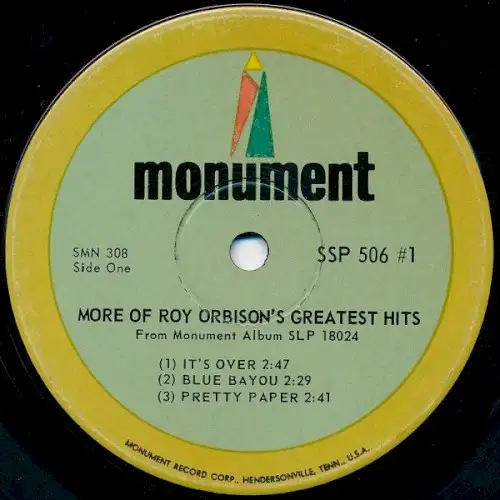 monument
SMN 308
Side One
SSP 506 #1
MORE OF ROY ORBISON'S GREATEST HITS
From Monument Album SLP 18024
(1) IT'S OVER 2:47
(2) BLUE BAYOU 2:29
(3) PRETTY PAPER 2:41
MONUMENT RECORD CORP., HENDERSONVILLE, TENN., U.S.A.